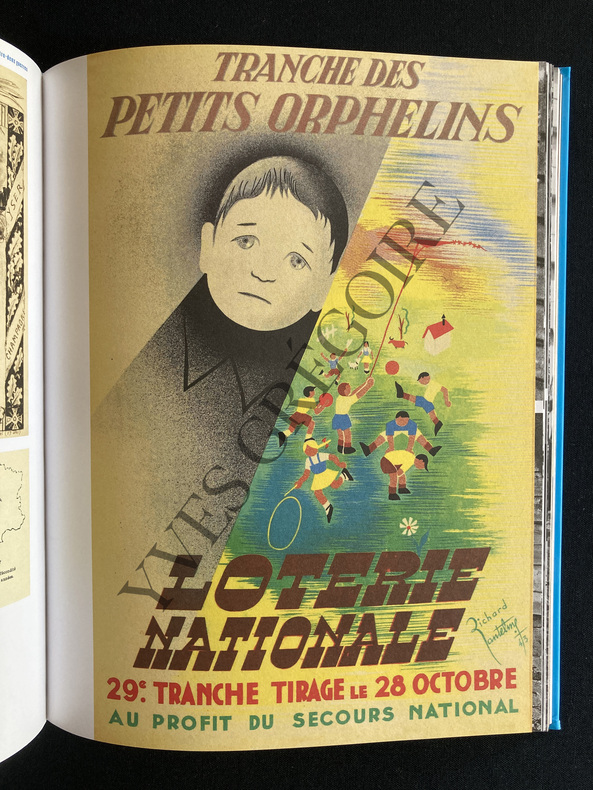 TRANCHE DES
PETITS ORPHELINS
YVES GRÉGOIRE
LOTERIE
NATIONALE
Richard
29e. TRANCHE TIRAGE LE 28 OCTOBRE
AU PROFIT DU SECOURS NATIONAL